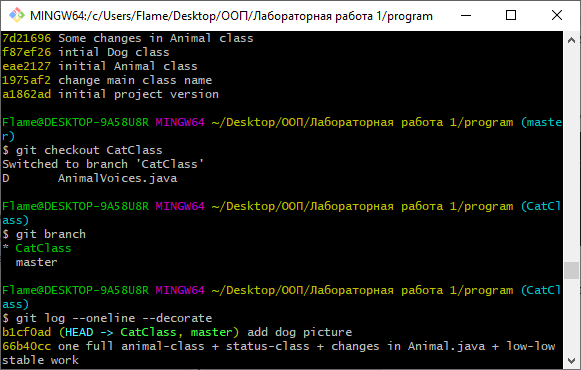 MINGW64:/c/Users/Flame/Desktop/ООП/Лабораторная работа 1/program
7d21696 Some changes in Animal class
f87ef26 intial Dog class
eae2127 initial Animal class
1975af2 change main class name
a1862ad initial project version
Flame@DESKTOP-9A58U8R MINGW64 ~/Desktop/ООП/Лабораторная работа 1/program (maste
r)
$ git checkout CatClass
Switched to branch 'CatClass'
D       AnimalVoices.java
Flame@DESKTOP-9A58U8R MINGW64 ~/Desktop/ООП/Лабораторная работа 1/program (CatCl
ass)
$ git branch
* CatClass
  master
Flame@DESKTOP-9A58U8R MINGW64 ~/Desktop/ООП/Лабораторная работа 1/program (CatCl
ass)
$ git log --oneline --decorate
b1cf0ad (HEAD -> CatClass, master) add dog picture
66b40cc one full animal-class + status-class + changes in Animal.java + low-low
stable work